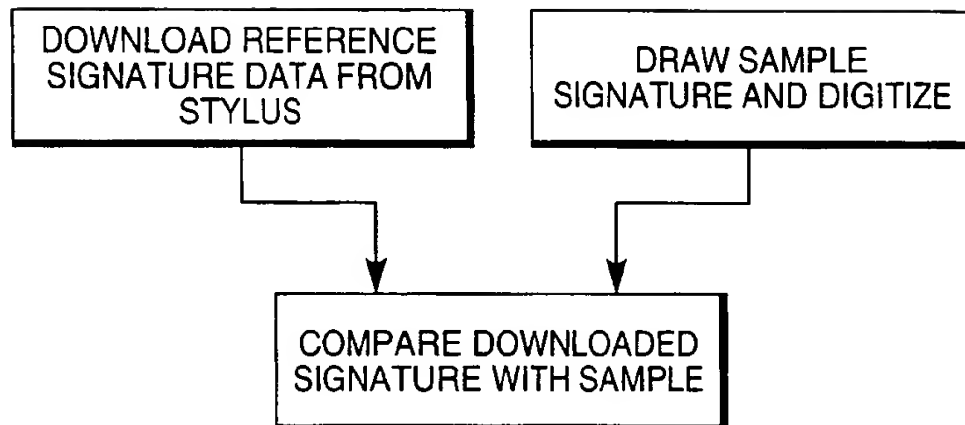 DOWNLOAD REFERENCE
SIGNATURE DATA FROM
STYLUS
DRAW SAMPLE
SIGNATURE AND DIGITIZE
COMPARE DOWNLOADED
SIGNATURE WITH SAMPLE